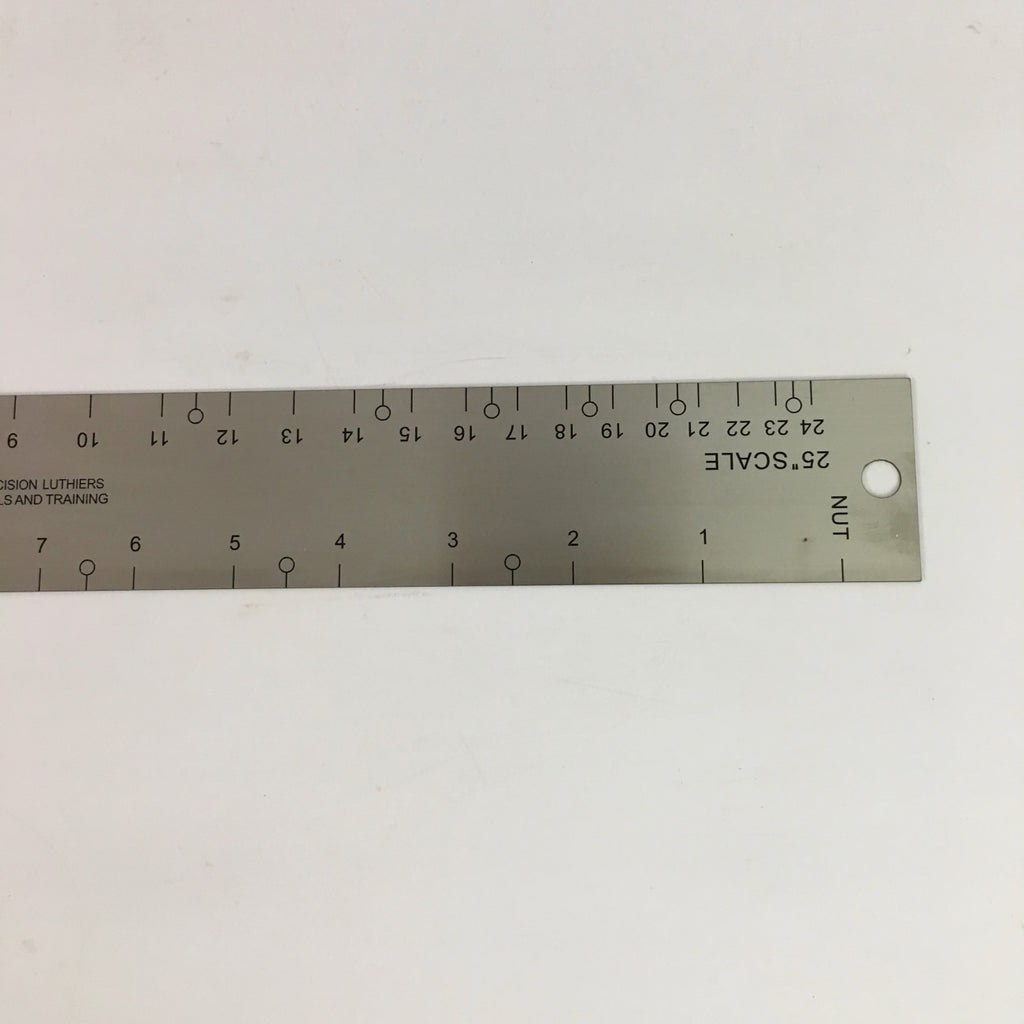 9 10 11 12 13 14 15 16 17 18 19 20 21 22 23 24
25" SCALE
CISION LUTHIERS
LS AND TRAINING
NUT
7 6 5 4 3 2 1